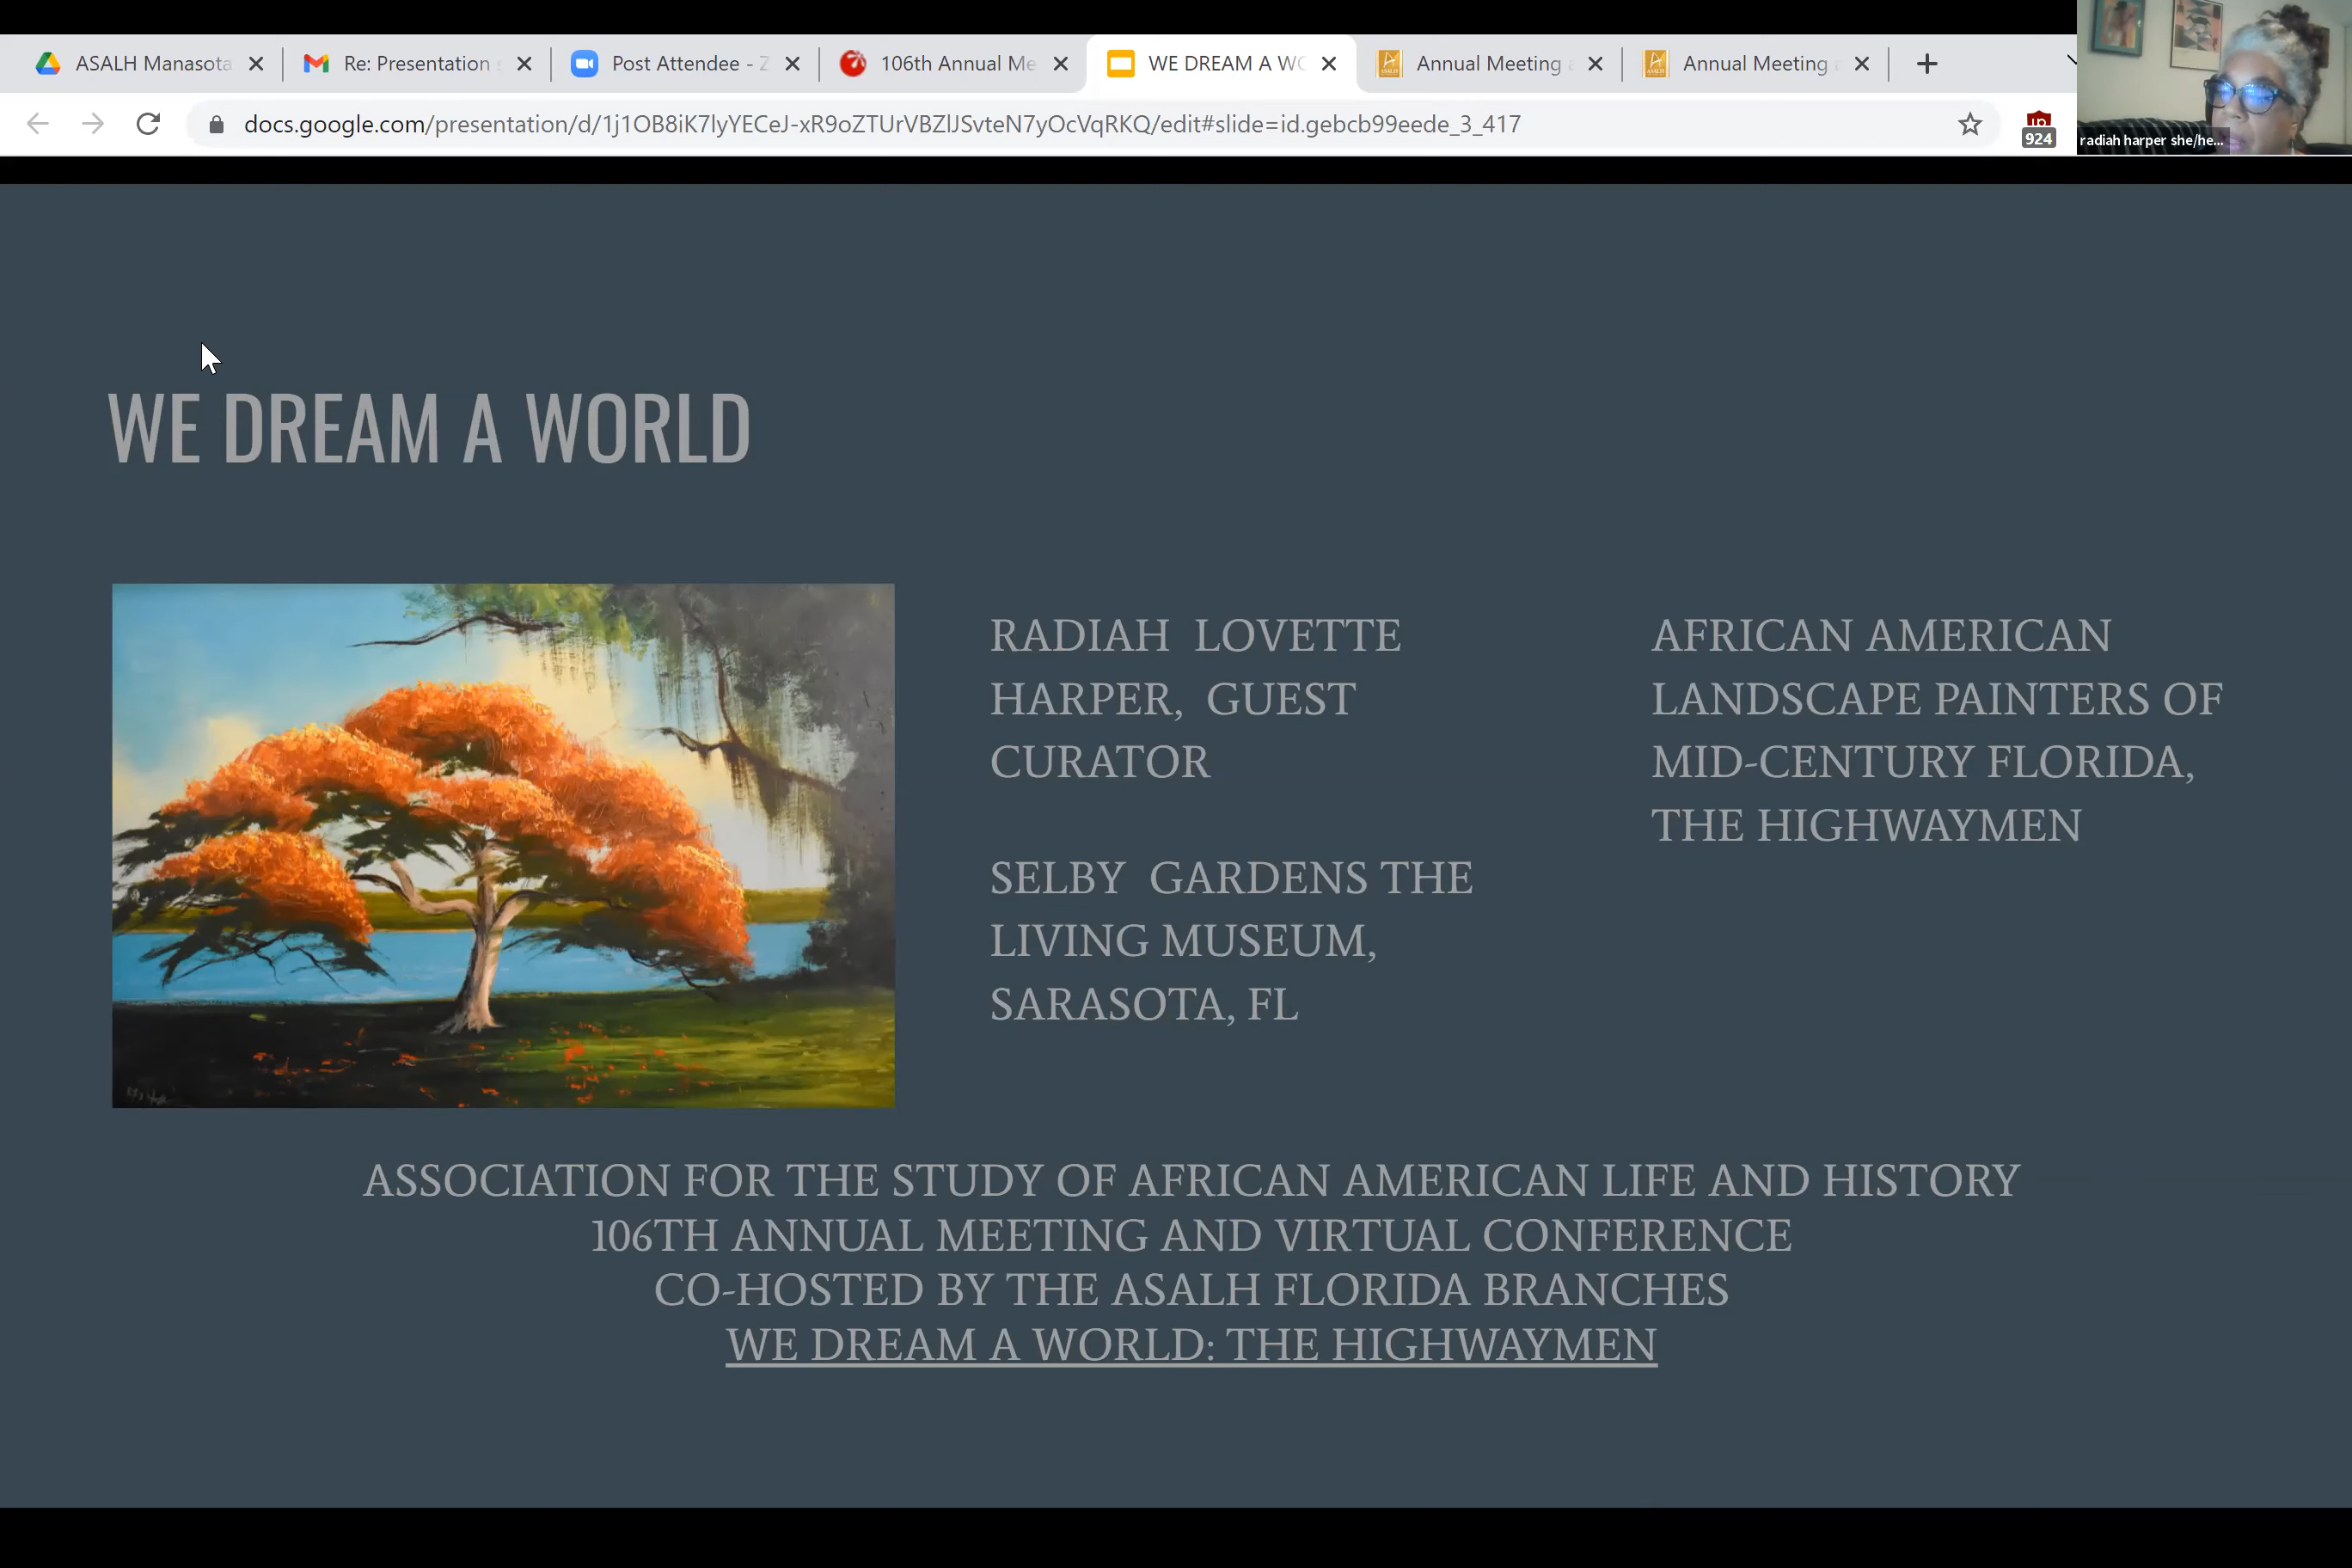 ASALH Manasota
Re: Presentation
Post Attendee - Z
106th Annual Me
WE DREAM A WO
Annual Meeting
Annual Meeting
docs.google.com/presentation/d/1j1OB8iK7lyYECeJ-xR9oZTUrVBZlJSvteN7yOcVqRKQ/edit#slide=id.gebcb99eede_3_417
924
radiah harper she/he...
WE DREAM A WORLD
RADIAH LOVETTE
HARPER, GUEST
CURATOR
SELBY GARDENS THE
LIVING MUSEUM,
SARASOTA, FL
AFRICAN AMERICAN
LANDSCAPE PAINTERS OF
MID-CENTURY FLORIDA,
THE HIGHWAYMEN
ASSOCIATION FOR THE STUDY OF AFRICAN AMERICAN LIFE AND HISTORY
106TH ANNUAL MEETING AND VIRTUAL CONFERENCE
CO-HOSTED BY THE ASALH FLORIDA BRANCHES
WE DREAM A WORLD: THE HIGHWAYMEN